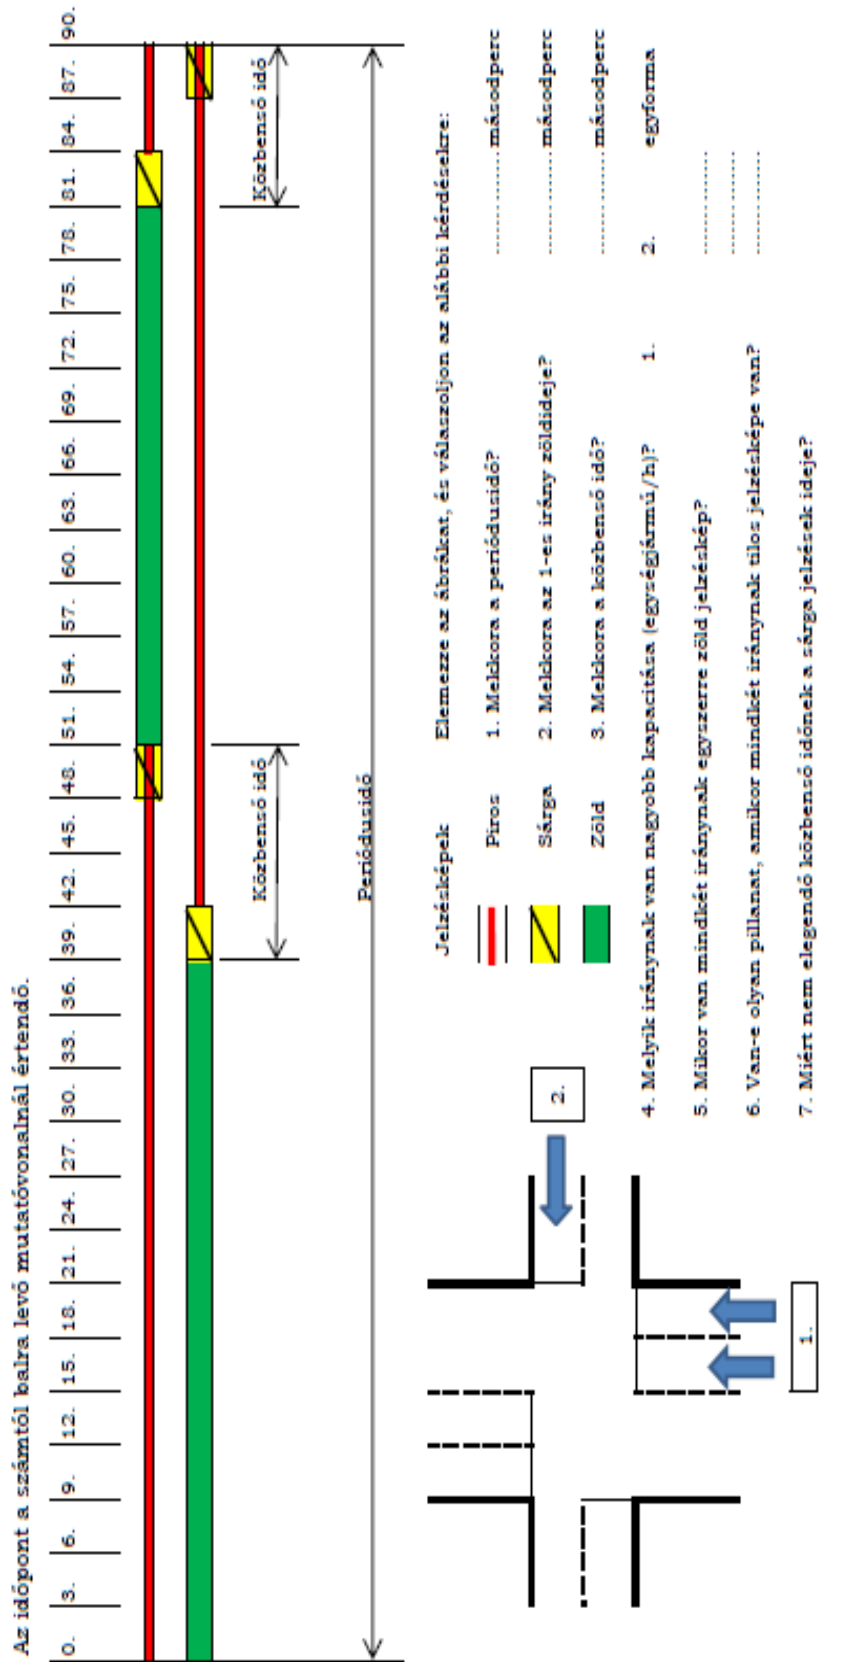 Az időpont a számtól balra levő mutatóvonalnál értendő.
0. 3. 6. 9. 12. 15. 18. 21. 24. 27. 30. 33. 36. 39. 42. 45. 48. 51. 54. 57. 60. 63. 66. 69. 72. 75. 78. 81. 84. 87. 90.
Közbenső idő Közbenső idő
Periódusidő
Jelzésképek
Piros
Sárga
Zöld
Elemezze az ábrákat, és válaszoljon az alábbi kérdésekre:
1. Mekkora a periódusidő? ................másodperc
2. Mekkora az 1-es irány zöldideje? ................másodperc
3. Mekkora a közbenső idő? ................másodperc
4. Melyik iránynak van nagyobb kapacitása (egységjármű/h)? 1. 2. egyforma
5. Mikor van mindkét iránynak egyszerre zöld jelzéskép? ................
6. Van-e olyan pillanat, amikor mindkét iránynak tilos jelzésképe van? ................
7. Miért nem elegendő közbenső időnek a sárga jelzések ideje?
2.
1.